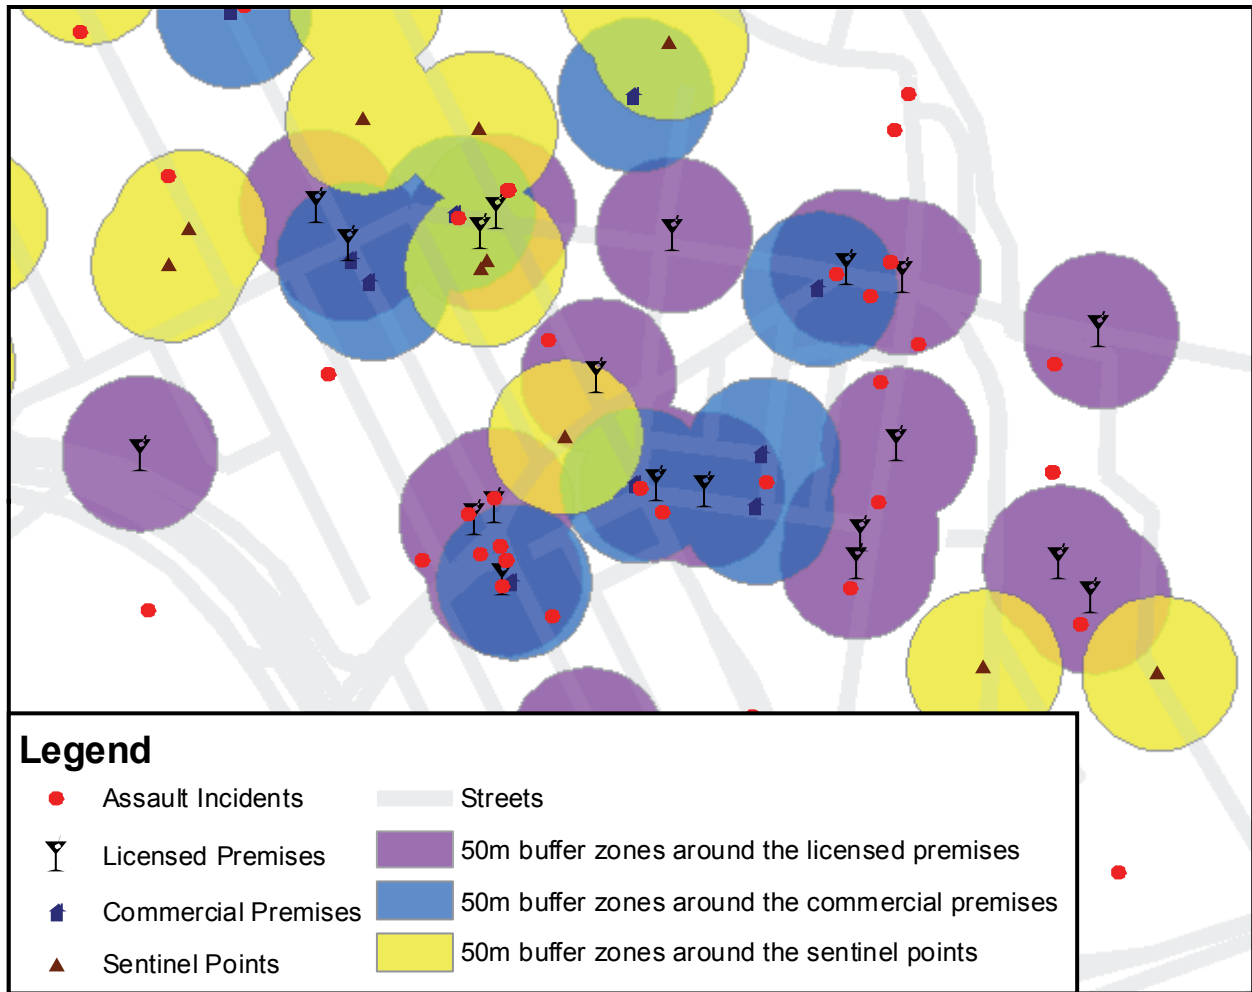 Legend
Assault Incidents
Licensed Premises
Commercial Premises
Sentinel Points
Streets
50m buffer zones around the licensed premises
50m buffer zones around the commercial premises
50m buffer zones around the sentinel points